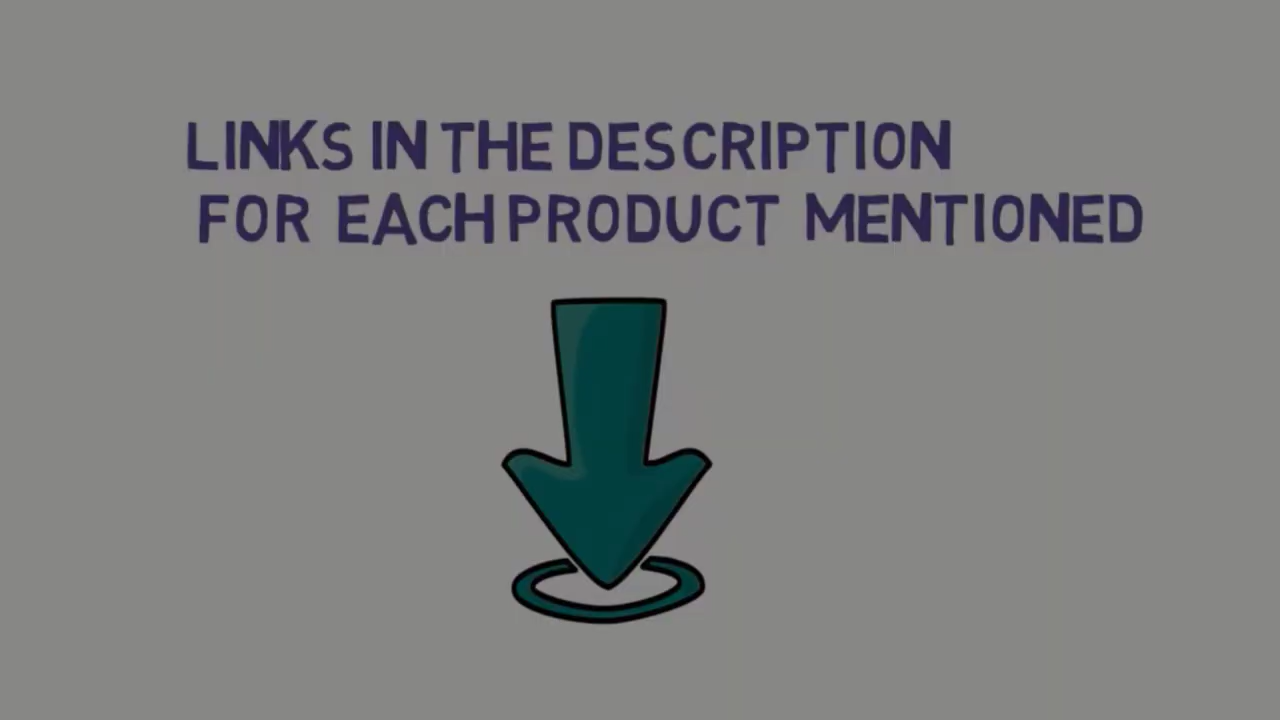 LINKS IN THE DESCRIPTION
FOR EACH PRODUCT MENTIONED